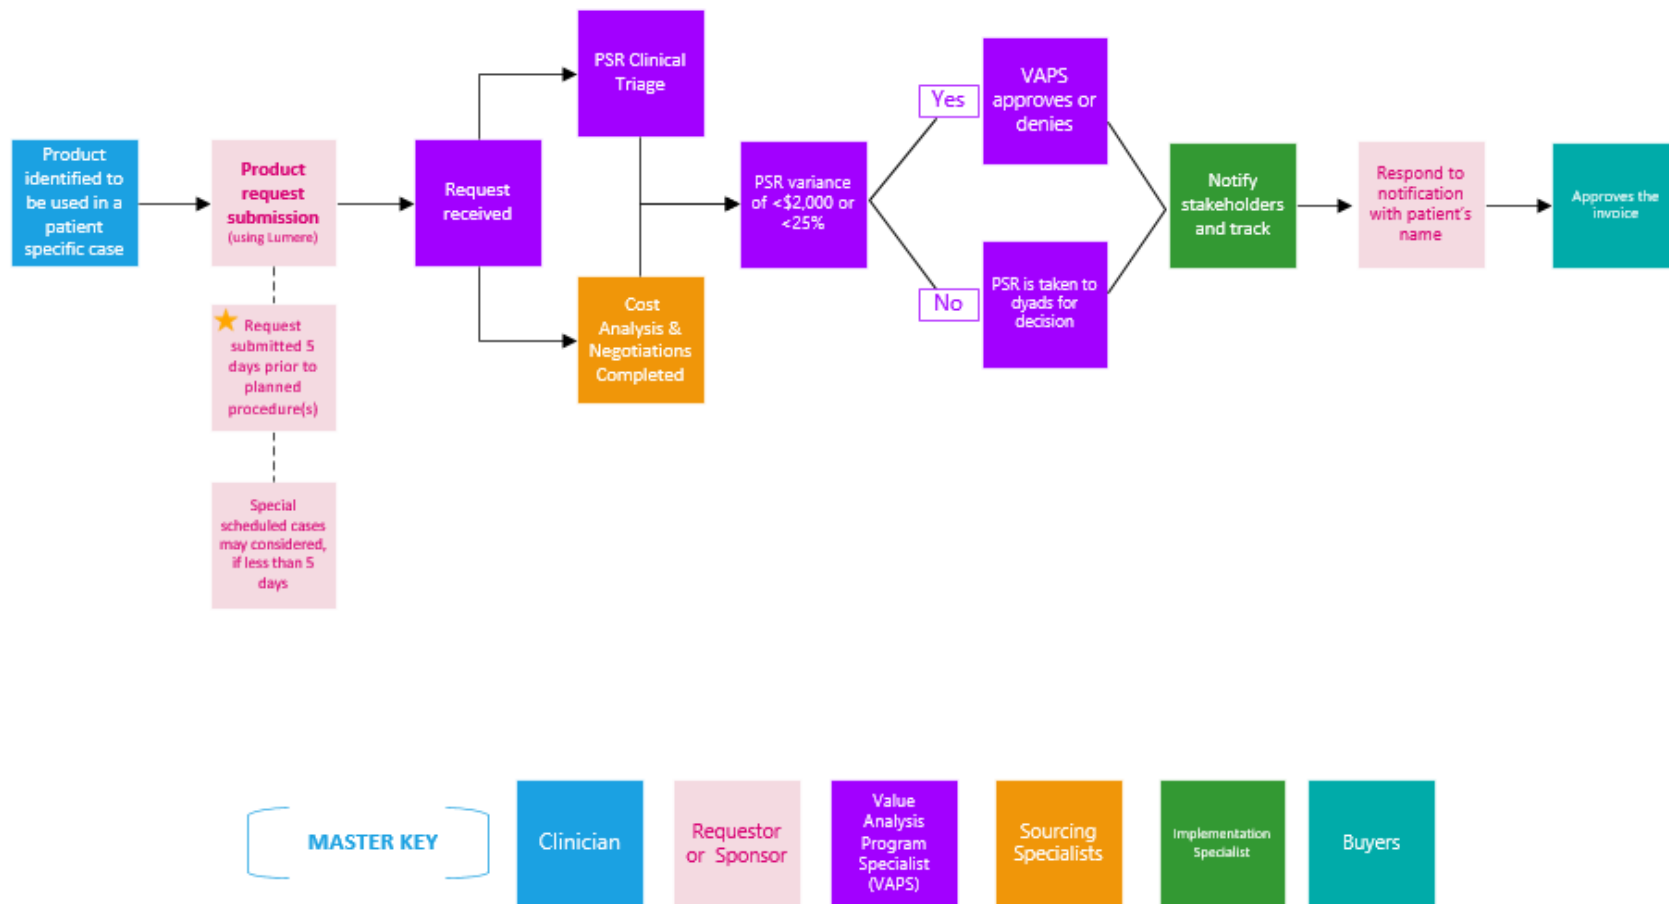 Product
identified to
be used in a
patient
specific case
Product
request
submission
(using Lumere)
Request
submitted 5
days prior to
planned
procedure(s)
Special
scheduled cases
may considered,
if less than 5
days
Request
received
PSR Clinical
Triage
Cost
Analysis &
Negotiations
Completed
PSR variance
of <$2,000 or
<25%
Yes
No
VAPS
approves or
denies
PSR is taken to
dyads for
decision
Notify
stakeholders
and track
Respond to
notification
with patient's
name
Approves the
invoice
MASTER KEY
Clinician
Requestor
or Sponsor
Value
Analysis
Program
Specialist
(VAPS)
Sourcing
Specialists
Implementation
Specialist
Buyers